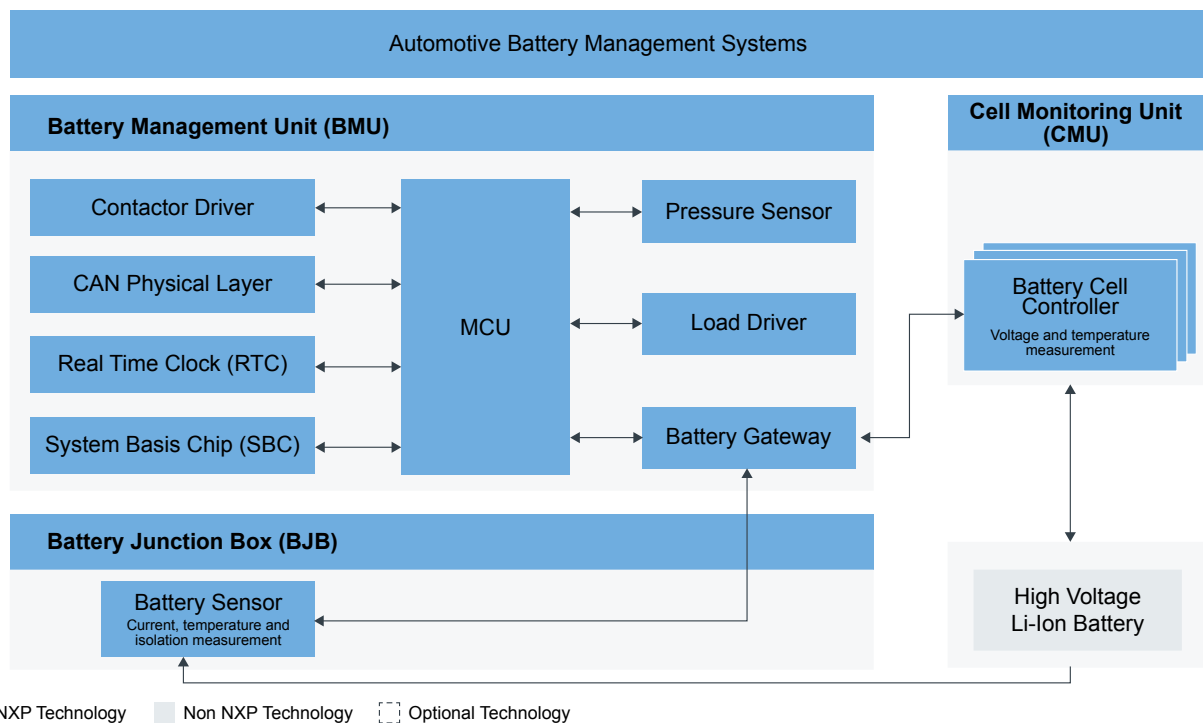 Automotive Battery Management Systems
Battery Management Unit (BMU)
Contactor Driver
CAN Physical Layer
Real Time Clock (RTC)
System Basis Chip (SBC)
MCU
Pressure Sensor
Load Driver
Battery Gateway
Cell Monitoring Unit
(CMU)
Battery Cell
Controller
Voltage and temperature
measurement
Battery Junction Box (BJB)
Battery Sensor
Current, temperature and
isolation measurement
High Voltage
Li-Ion Battery
NXP Technology
Non NXP Technology
Optional Technology